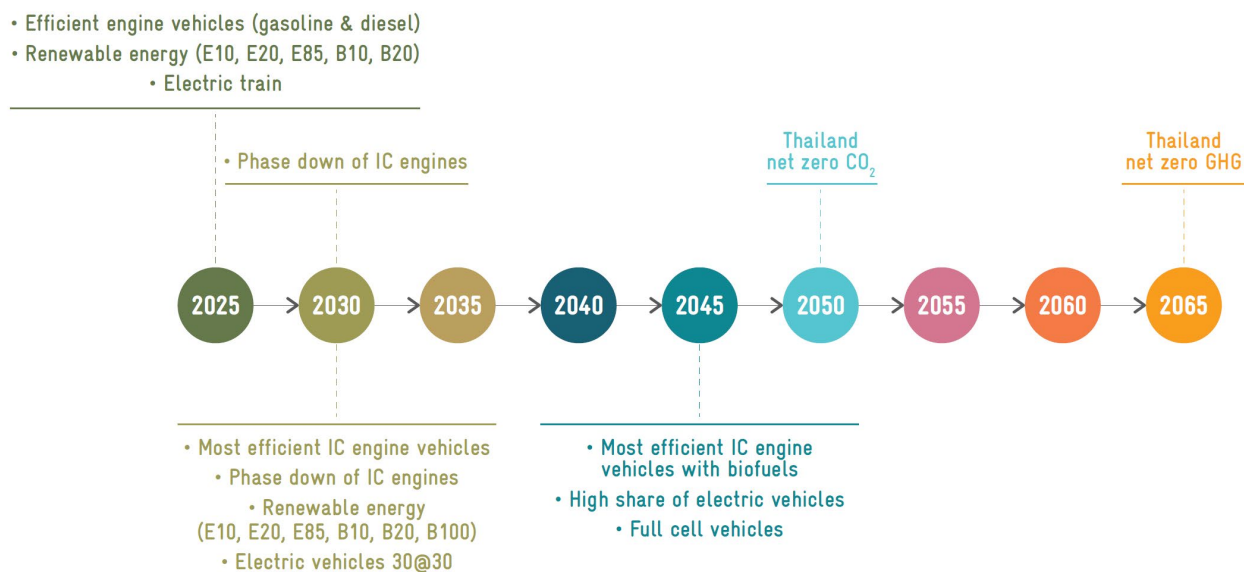 • Efficient engine vehicles (gasoline & diesel)
• Renewable energy (E10, E20, E85, B10, B20)
• Electric train
• Phase down of IC engines
Thailand
net zero CO₂
Thailand
net zero GHG
2025
2030
2035
2040
2045
2050
2055
2060
2065
• Most efficient IC engine vehicles
• Phase down of IC engines
• Renewable energy
(E10, E20, E85, B10, B20, B100)
• Electric vehicles 30@30
• Most efficient IC engine
vehicles with biofuels
• High share of electric vehicles
• Full cell vehicles